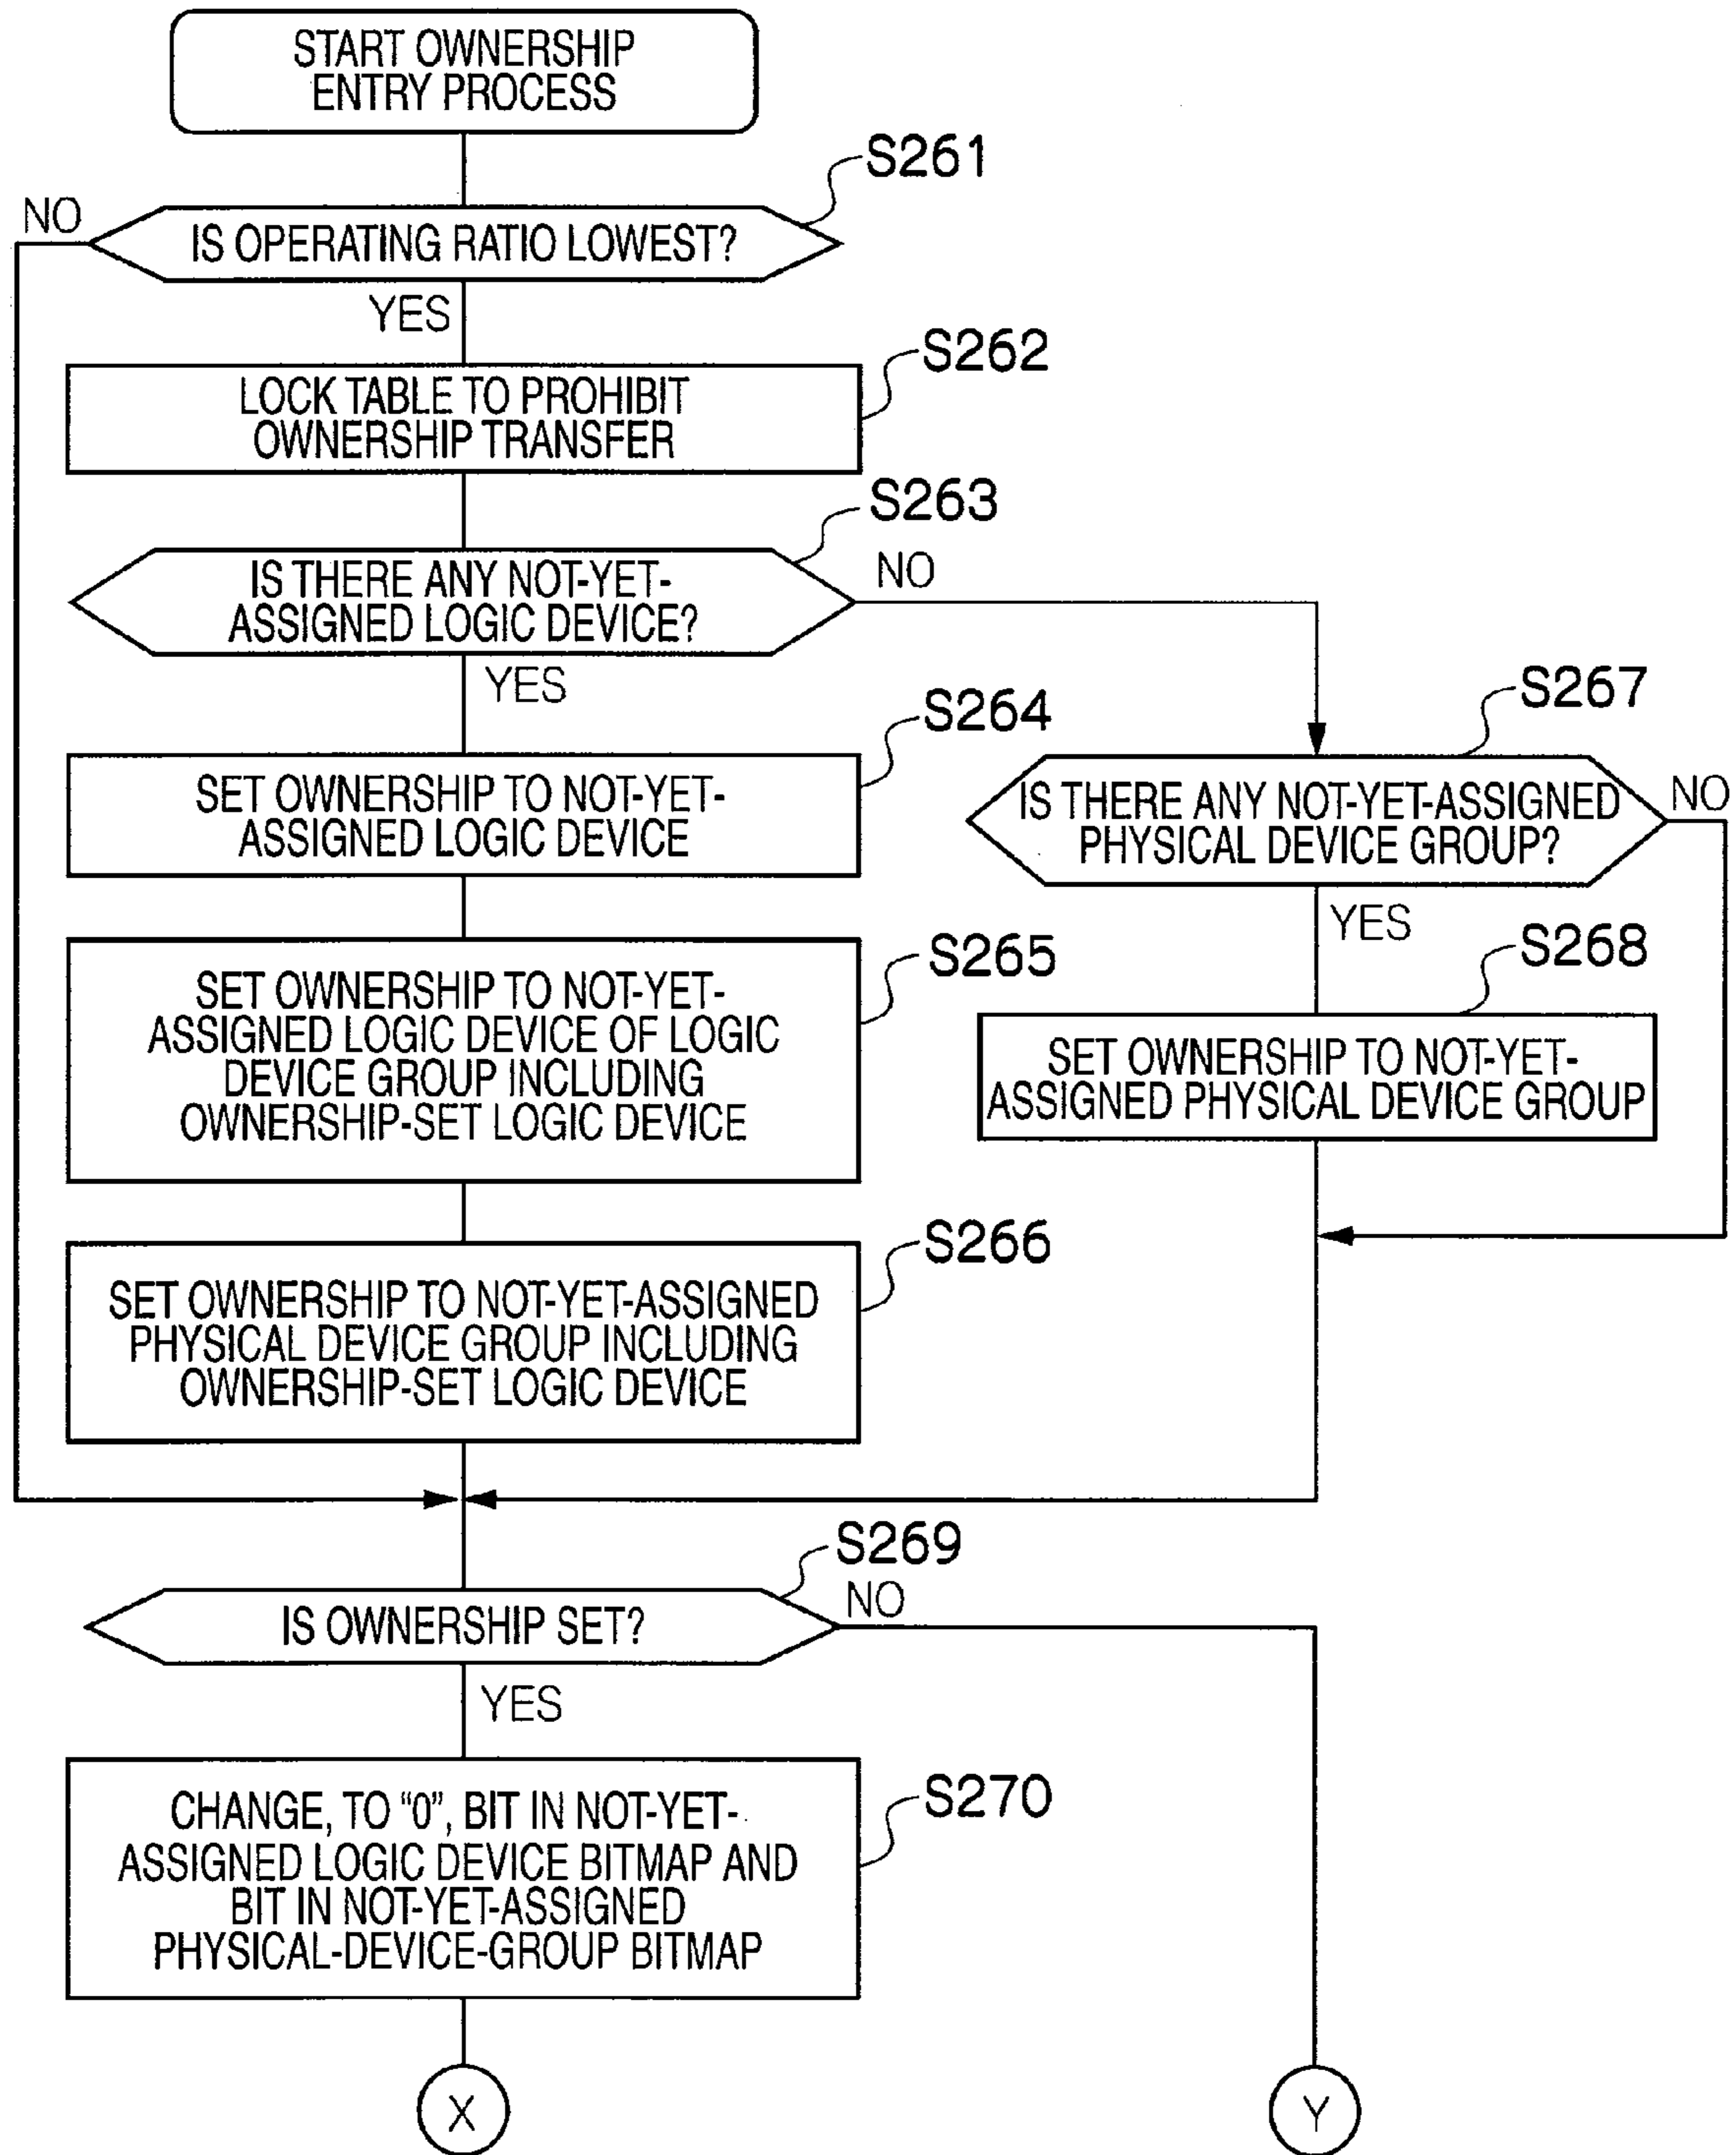 START OWNERSHIP
ENTRY PROCESS
S261
NO
IS OPERATING RATIO LOWEST?
YES
S262
LOCK TABLE TO PROHIBIT
OWNERSHIP TRANSFER
S263
NO
IS THERE ANY NOT-YET-
ASSIGNED LOGIC DEVICE?
YES
S264
SET OWNERSHIP TO NOT-YET-
ASSIGNED LOGIC DEVICE
S267
IS THERE ANY NOT-YET-ASSIGNED
PHYSICAL DEVICE GROUP?
NO
YES
S265
SET OWNERSHIP TO NOT-YET-
ASSIGNED LOGIC DEVICE OF LOGIC
DEVICE GROUP INCLUDING
OWNERSHIP-SET LOGIC DEVICE
S268
SET OWNERSHIP TO NOT-YET-
ASSIGNED PHYSICAL DEVICE GROUP
S266
SET OWNERSHIP TO NOT-YET-ASSIGNED
PHYSICAL DEVICE GROUP INCLUDING
OWNERSHIP-SET LOGIC DEVICE
S269
NO
IS OWNERSHIP SET?
YES
S270
CHANGE, TO "0", BIT IN NOT-YET-
ASSIGNED LOGIC DEVICE BITMAP AND
BIT IN NOT-YET-ASSIGNED
PHYSICAL-DEVICE-GROUP BITMAP
X
Y